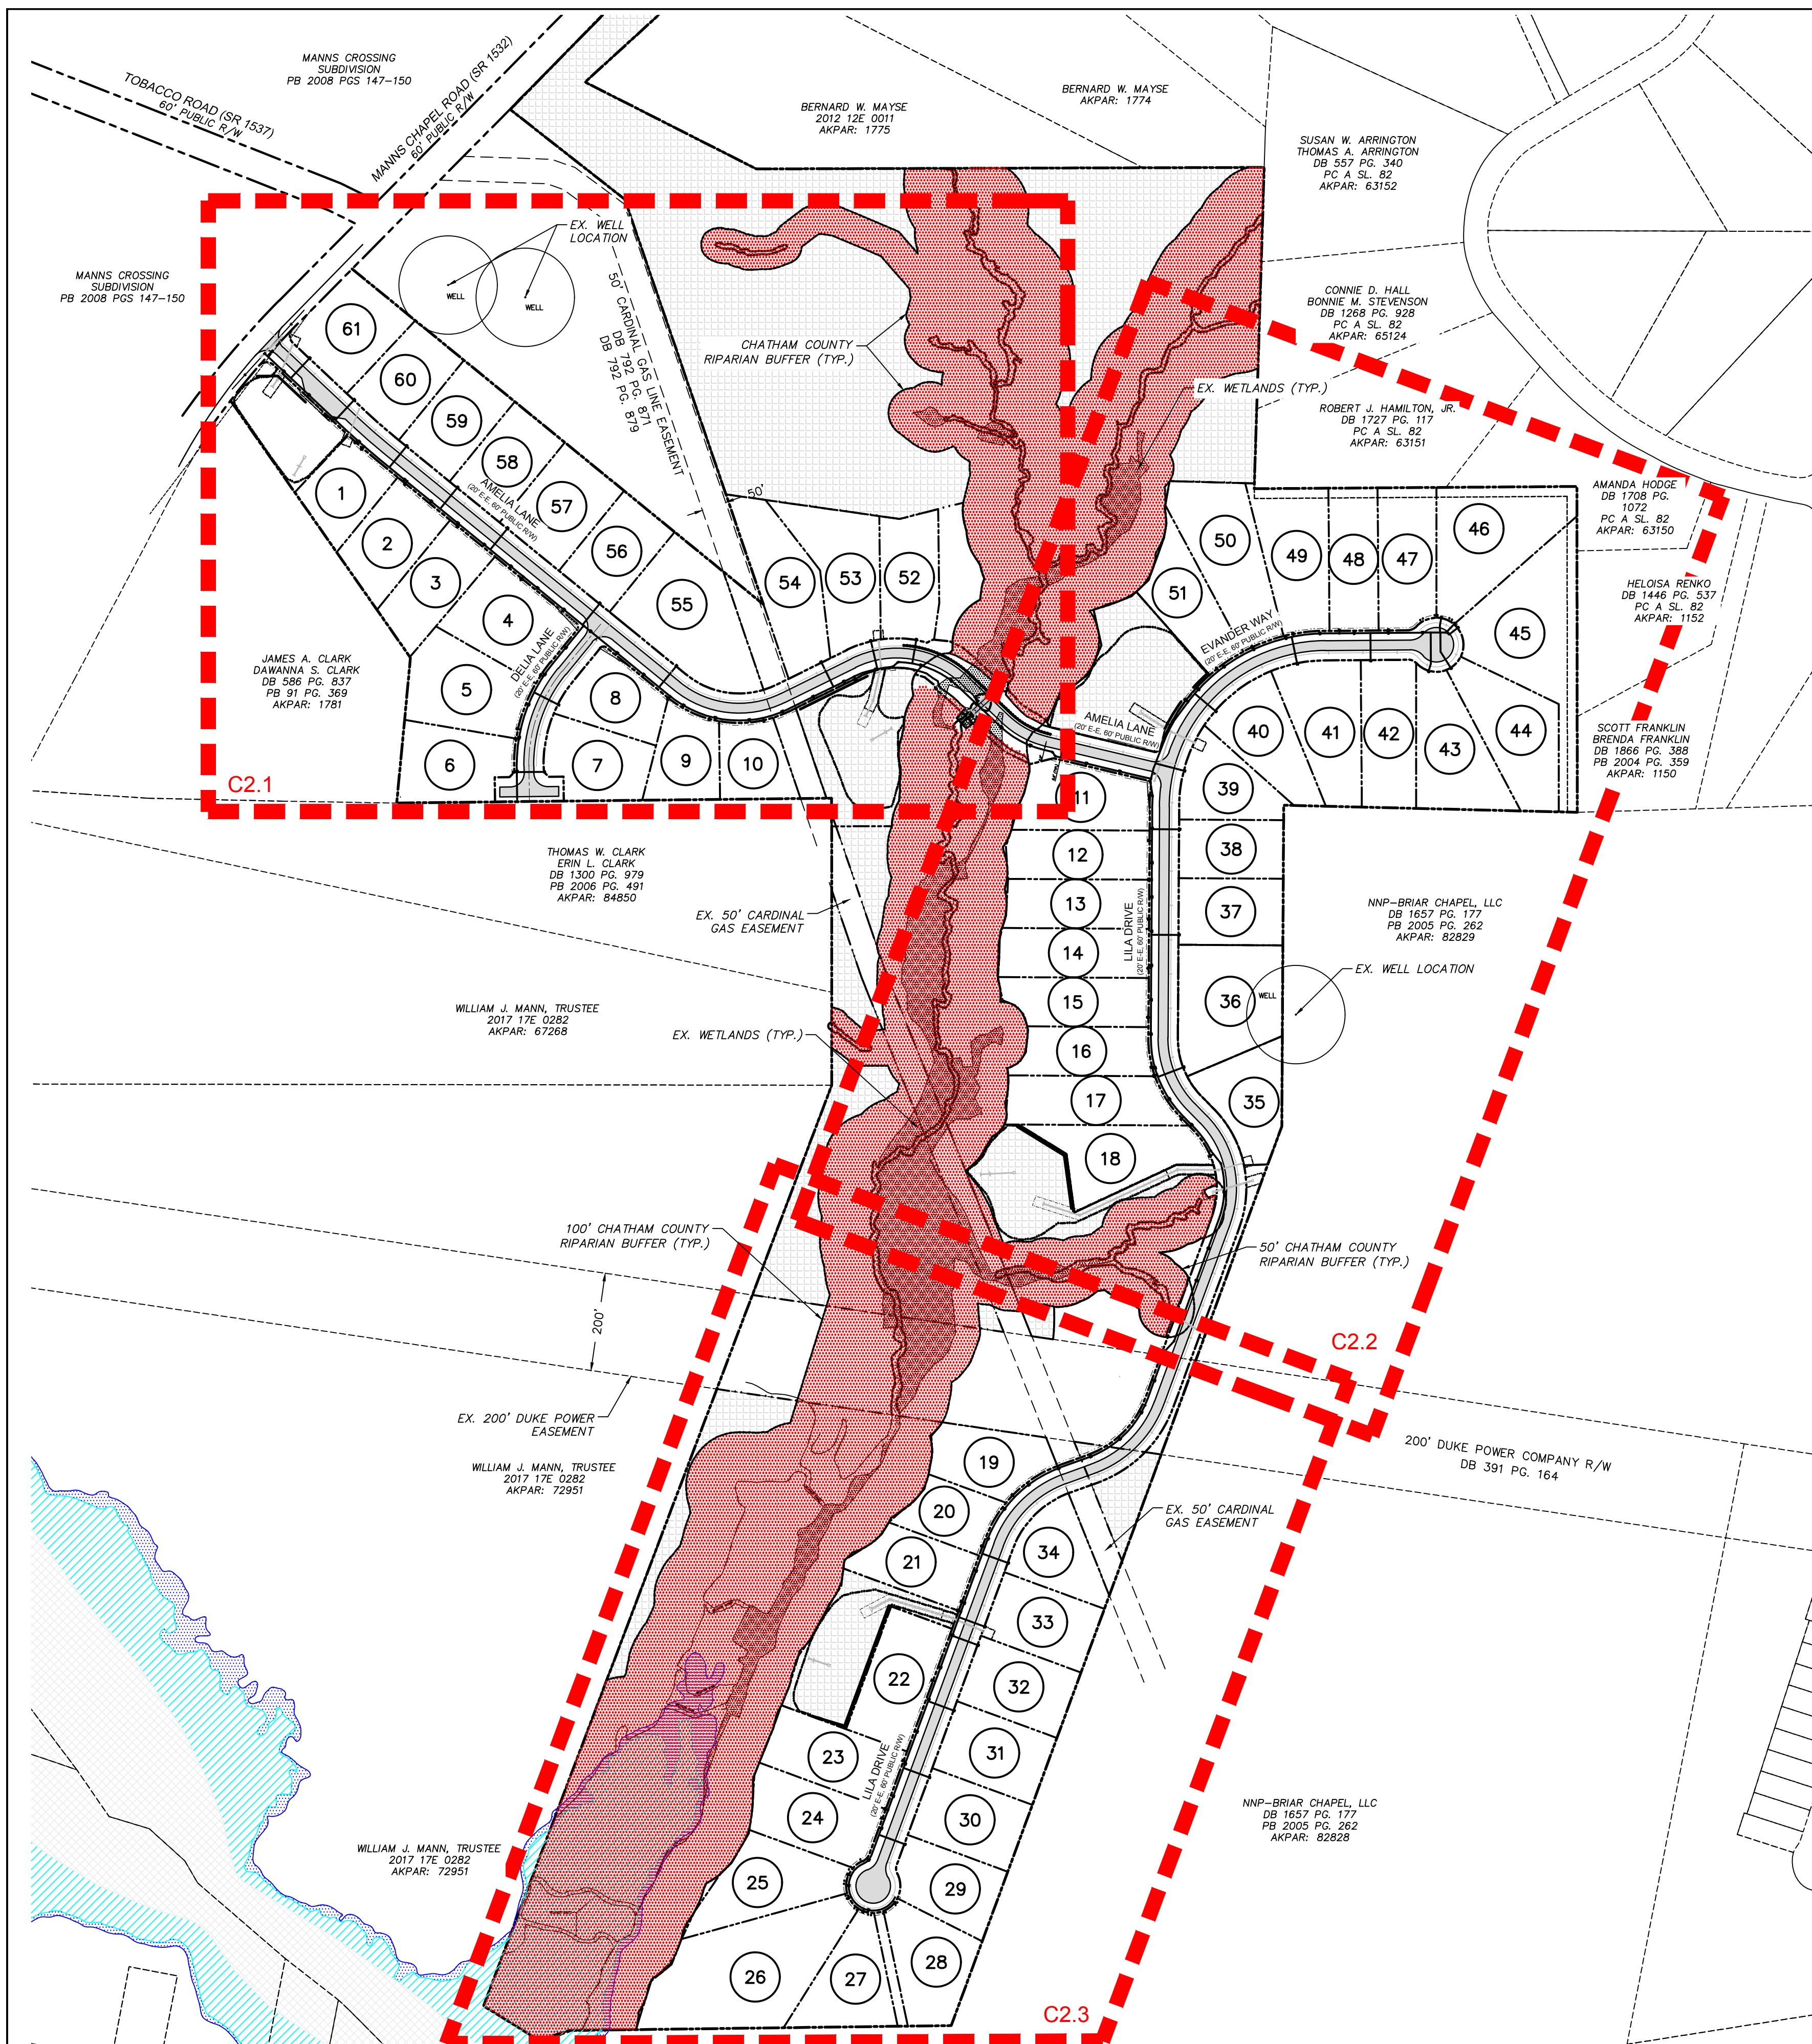 MANNS CROSSING
SUBDIVISION
PB 2008 PGS 147-150
TOBACCO ROAD (SR 1537)
60' PUBLIC R/W
MANNS CHAPEL ROAD (SR 1532)
60' PUBLIC R/W
BERNARD W. MAYSE
2012 12E 0011
AKPAR: 1775
BERNARD W. MAYSE
AKPAR: 1774
SUSAN W. ARRINGTON
THOMAS A. ARRINGTON
DB 557 PG. 340
PC A SL. 82
AKPAR: 63152
MANNS CROSSING
SUBDIVISION
PB 2008 PGS 147-150
EX. WELL
LOCATION
WELL
WELL
50' CARDINAL GAS LINE EASEMENT
DB 792 PG. 871
DB 792 PG. 879
CHATHAM COUNTY
RIPARIAN BUFFER (TYP.)
CONNIE D. HALL
BONNIE M. STEVENSON
DB 1268 PG. 928
PC A SL. 82
AKPAR: 65124
EX. WETLANDS (TYP.)
ROBERT J. HAMILTON, JR.
DB 1727 PG. 117
PC A SL. 82
AKPAR: 63151
AMANDA HODGE
DB 1708 PG.
1072
PC A SL. 82
AKPAR: 63150
HELOISA RENKO
DB 1446 PG. 537
PC A SL. 82
AKPAR: 1152
SCOTT FRANKLIN
BRENDA FRANKLIN
DB 1866 PG. 388
PB 2004 PG. 359
AKPAR: 1150
61
60
59
58
57
56
55
54
53
52
50'
AMELIA LANE
(20' E-E, 60' PUBLIC R/W)
1
2
3
4
5
6
DELIA LANE
(20' E-E, 60' PUBLIC R/W)
8
7
9
10
JAMES A. CLARK
DAWANNA S. CLARK
DB 586 PG. 837
PB 91 PG. 369
AKPAR: 1781
C2.1
51
50
49
48
47
46
45
44
43
42
41
40
39
38
37
36
35
EVANDER WAY
(20' E-E, 60' PUBLIC R/W)
AMELIA LANE
(20' E-E, 60' PUBLIC R/W)
11
12
13
14
15
16
17
18
LILA DRIVE
(20' E-E, 60' PUBLIC R/W)
WELL
EX. WELL LOCATION
THOMAS W. CLARK
ERIN L. CLARK
DB 1300 PG. 979
PB 2006 PG. 491
AKPAR: 84850
EX. 50' CARDINAL
GAS EASEMENT
NNP-BRIAR CHAPEL, LLC
DB 1657 PG. 177
PB 2005 PG. 262
AKPAR: 82829
WILLIAM J. MANN, TRUSTEE
2017 17E 0282
AKPAR: 67268
EX. WETLANDS (TYP.)
100' CHATHAM COUNTY
RIPARIAN BUFFER (TYP.)
50' CHATHAM COUNTY
RIPARIAN BUFFER (TYP.)
200'
C2.2
EX. 200' DUKE POWER
EASEMENT
200' DUKE POWER COMPANY R/W
DB 391 PG. 164
WILLIAM J. MANN, TRUSTEE
2017 17E 0282
AKPAR: 72951
EX. 50' CARDINAL
GAS EASEMENT
19
20
21
22
23
24
25
26
27
28
29
30
31
32
33
34
LILA DRIVE
(20' E-E, 60' PUBLIC R/W)
WILLIAM J. MANN, TRUSTEE
2017 17E 0282
AKPAR: 72951
NNP-BRIAR CHAPEL, LLC
DB 1657 PG. 177
PB 2005 PG. 262
AKPAR: 82828
C2.3